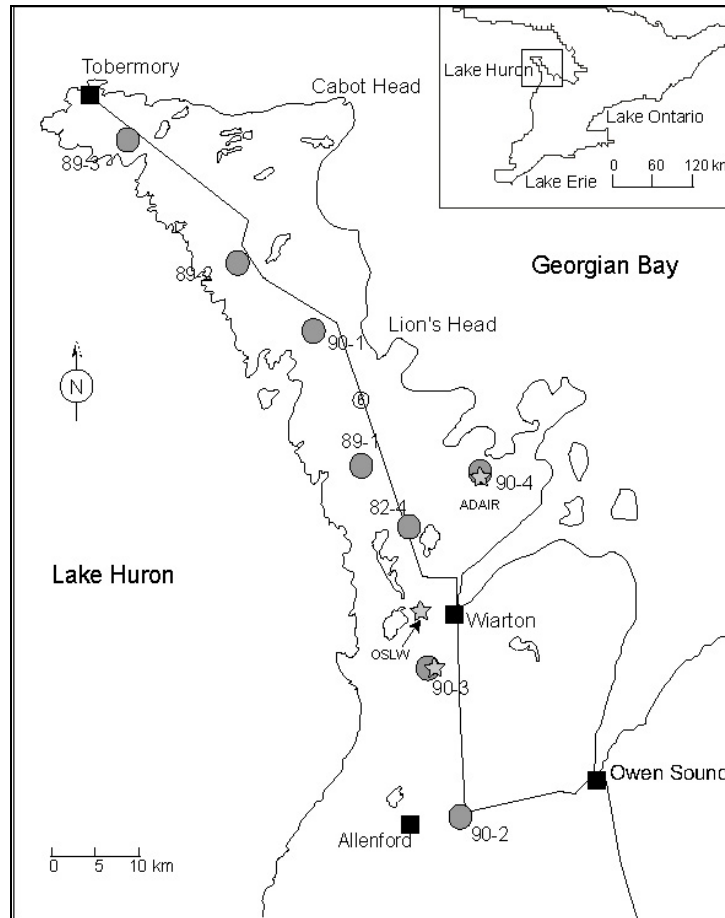 Tobermory
Cabot Head
Lake Huron
Lake Ontario
0 60 120 km
Lake Erie
89-3
Georgian Bay
89-2
Lion's Head
90-1
N
6
89-1
90-4
ADAIR
82-4
Lake Huron
Wiarton
OSLW
90-3
Owen Sound
Allenford
90-2
0 5 10 km